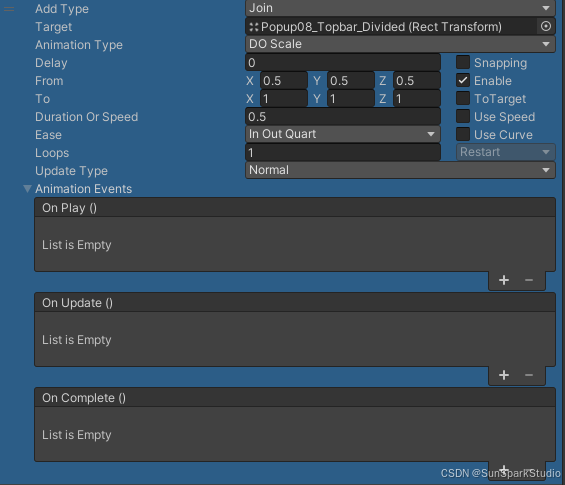 Add Type Join
Target Popup08_Topbar_Divided (Rect Transform)
Animation Type DO Scale
Delay 0 Snapping
From X 0.5 Y 0.5 Z 0.5 Enable
To X 1 Y 1 Z 1 ToTarget
Duration Or Speed 0.5 Use Speed
Ease In Out Quart Use Curve
Loops 1 Restart
Update Type Normal
Animation Events
On Play ()
List is Empty
+ −
On Update ()
List is Empty
+ −
On Complete ()
List is Empty
+ −
CSDN @SunSparkStudio